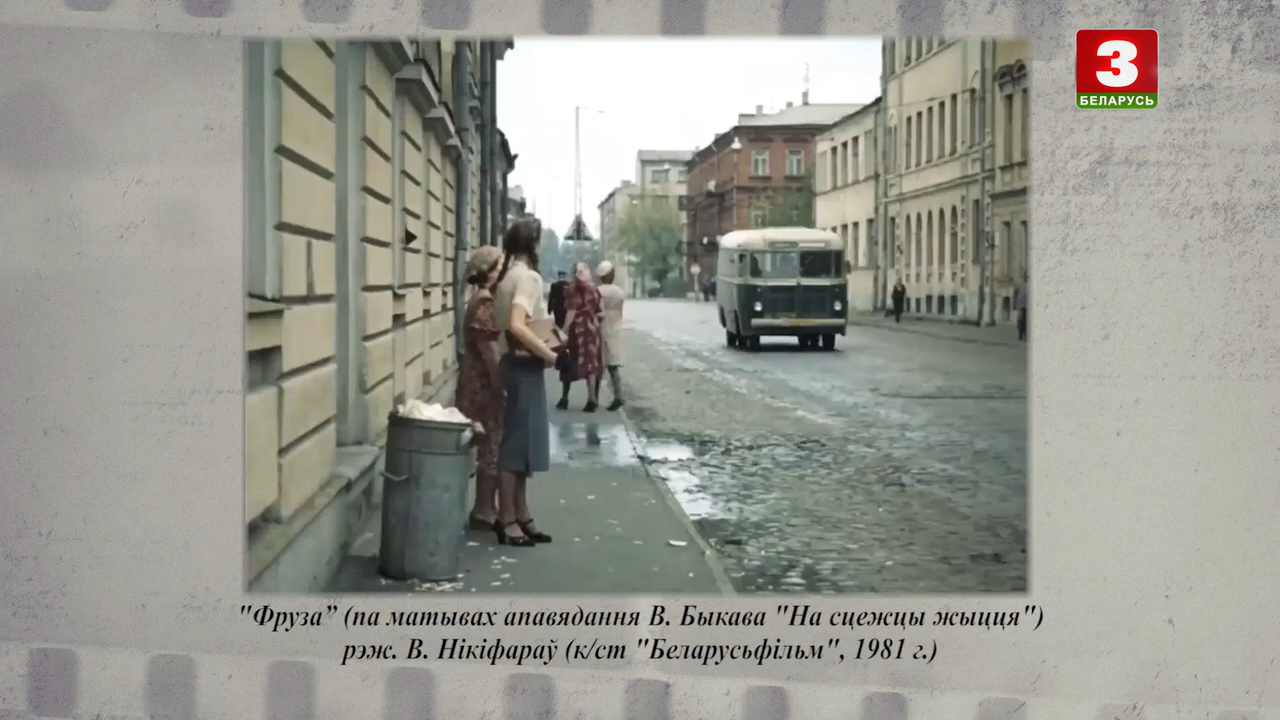 3
БЕЛАРУСЬ
"Фруза” (па матывах апавядання В. Быкава "На сцежцы жыцця")
рэж. В. Нікіфараў (к/ст "Беларусьфільм", 1981 г.)